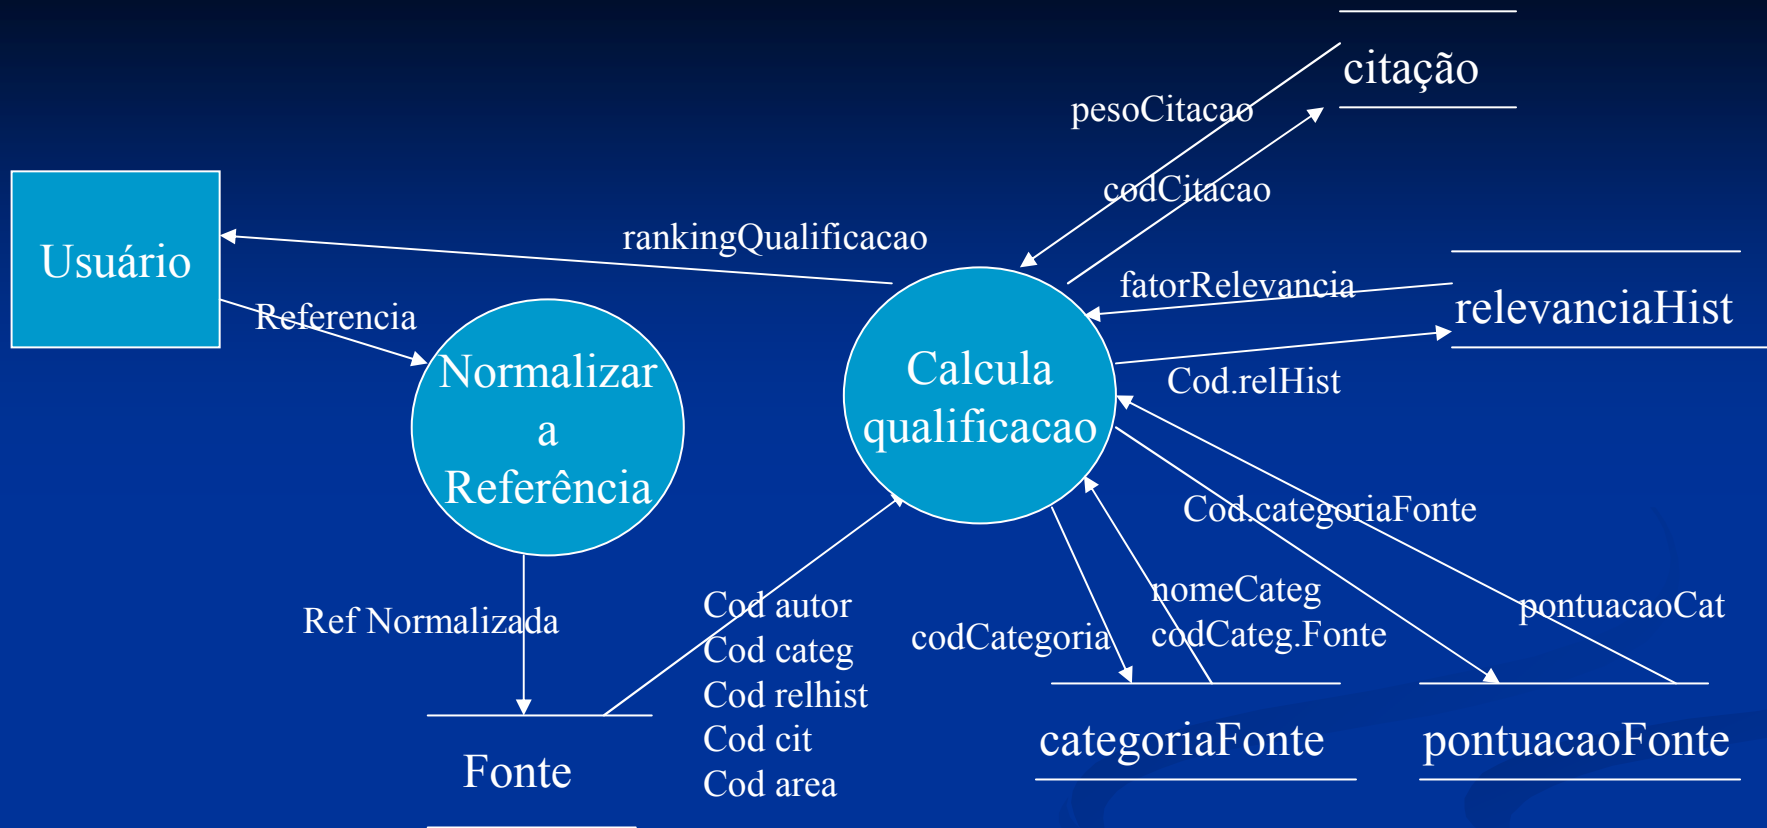 citação
pesoCitacao
codCitacao
rankingQualificacao
Usuário
fatorRelevancia
relevanciaHist
Referencia
Normalizar
a
Referência
Calcula
qualificacao
Cod.relHist
Cod.categoriaFonte
Ref Normalizada
Cod autor
Cod categ
Cod relhist
Cod cit
Cod area
codCategoria
nomeCateg
codCateg.Fonte
pontuacaoCat
Fonte
categoriaFonte
pontuacaoFonte